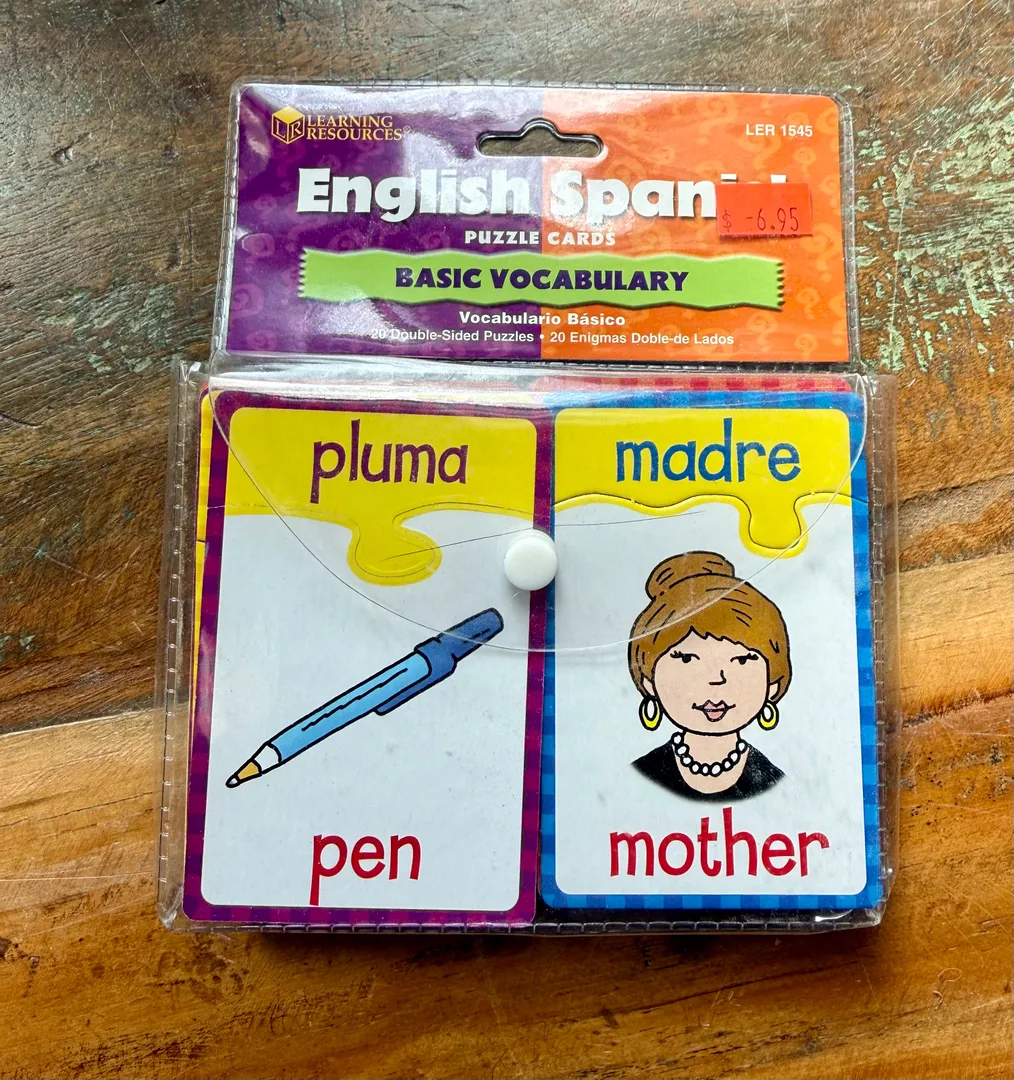 LEARNING
RESOURCES®
LER 1545
English Spani
$ -6.95
PUZZLE CARDS
BASIC VOCABULARY
Vocabulario Básico
20 Double-Sided Puzzles • 20 Enigmas Doble-de Lados
pluma
madre
pen
mother